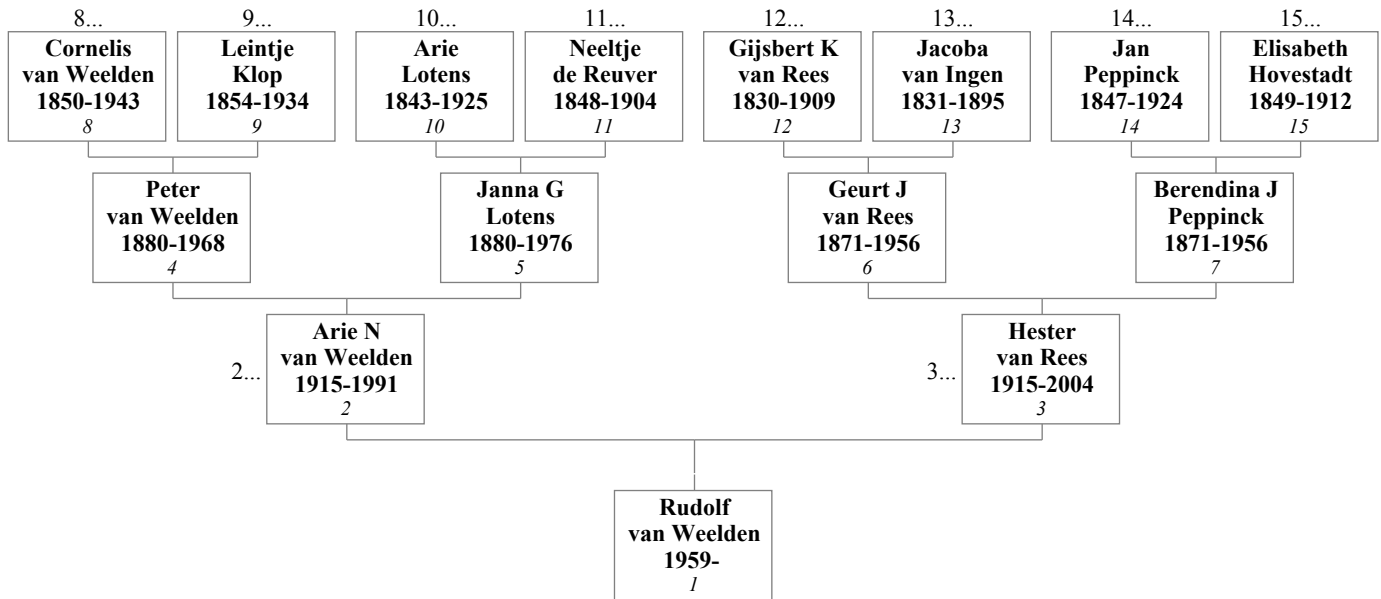 8...
9...
10...
11...
12...
13...
14...
15...
Cornelis
van Weelden
1850-1943
8
Leintje
Klop
1854-1934
9
Arie
Lotens
1843-1925
10
Neeltje
de Reuver
1848-1904
11
Gijsbert K
van Rees
1830-1909
12
Jacoba
van Ingen
1831-1895
13
Jan
Peppinck
1847-1924
14
Elisabeth
Hovestadt
1849-1912
15
Peter
van Weelden
1880-1968
4
Janna G
Lotens
1880-1976
5
Geurt J
van Rees
1871-1956
6
Berendina J
Peppinck
1871-1956
7
2...
Arie N
van Weelden
1915-1991
2
3...
Hester
van Rees
1915-2004
3
Rudolf
van Weelden
1959-
1